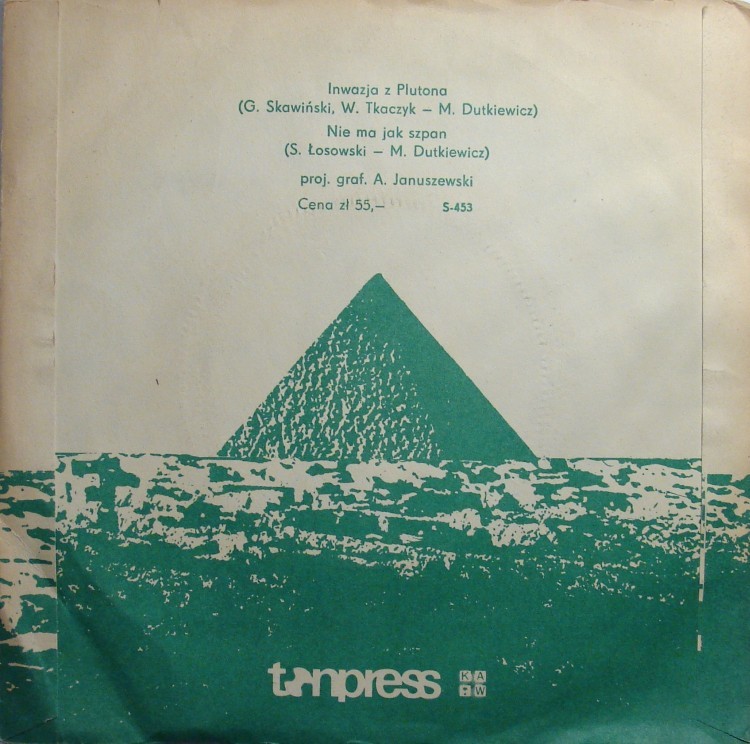 Inwazja z Plutona
(G. Skawiński, W. Tkaczyk – M. Dutkiewicz)
Nie ma jak szpan
(S. Łosowski – M. Dutkiewicz)
proj. graf. A. Januszewski
Cena zł 55,— S-453
tonpress KAW